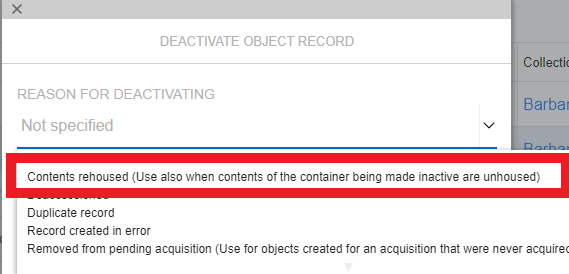 DEACTIVATE OBJECT RECORD
Collectio
REASON FOR DEACTIVATING
Not specified
Barbar
Barbar
Contents rehoused (Use also when contents of the container being made inactive are unhoused)
Duplicate record
Record created in error
Removed from pending acquisition (Use for objects created for an acquisition that were never acquired